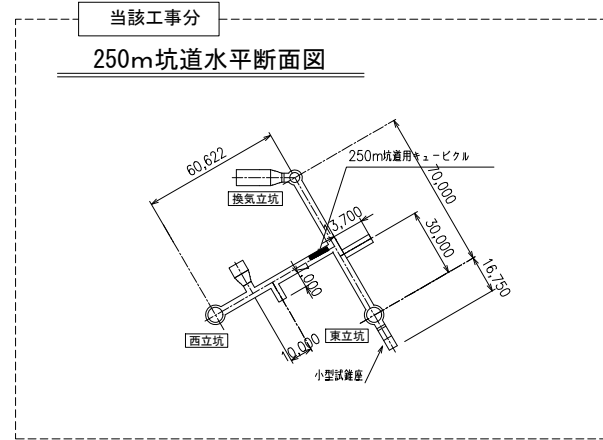 当該工事分
250m坑道水平断面図
60,622
250m坑道用キュービクル
70,000
換気立坑
3,700
30,000
16,750
西立坑
10,000
東立坑
小型試錐座